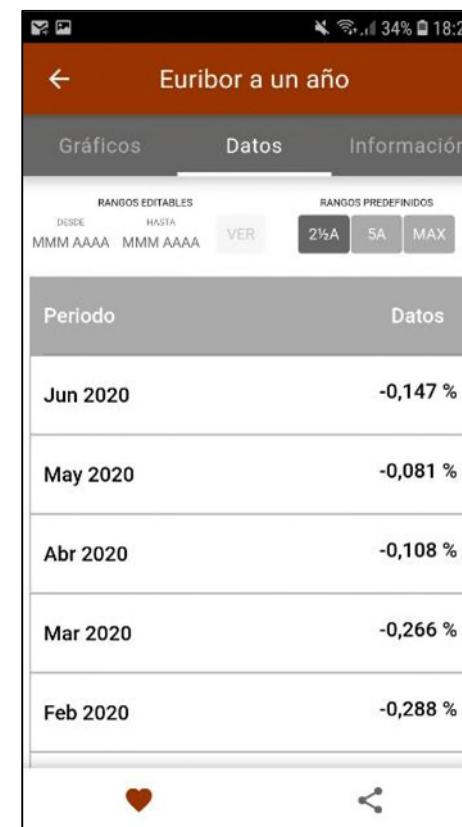 34% 18:2
Euribor a un año
Gráficos Datos Información
RANGOS EDITABLES RANGOS PREDEFINIDOS
DESDE HASTA
MMM AAAA MMM AAAA VER 2½A 5A MAX
Periodo Datos
Jun 2020 -0,147 %
May 2020 -0,081 %
Abr 2020 -0,108 %
Mar 2020 -0,266 %
Feb 2020 -0,288 %